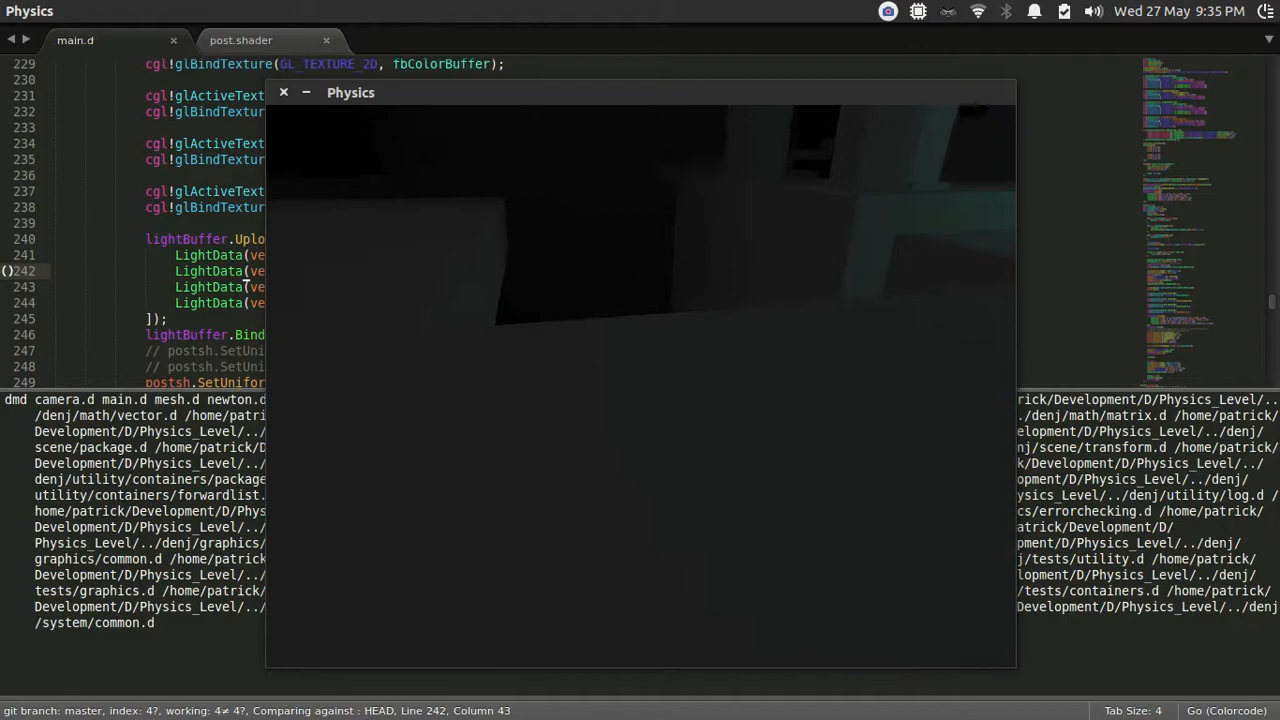 Physics
Wed 27 May 9:35 PM
main.d
post.shader
229 cgl!glBindTexture(GL_TEXTURE_2D, fbColorBuffer);
230
231 cgl!glActiveText
232 cgl!glBindTextur
233
234 cgl!glActiveText
235 cgl!glBindTextur
236
237 cgl!glActiveText
238 cgl!glBindTextur
239
240 lightBuffer.Uplo
241 LightData(ve
()242 LightData(ve
243 LightData(ve
244 LightData(ve
245 ]);
246 lightBuffer.Bind
247 // postsh.SetUni
248 // postsh.SetUni
249 postsh.SetUnifor
Physics
dmd camera.d main.d mesh.d newton.d rick/Development/D/Physics_Level/..
/denj/math/vector.d /home/patri ./denj/math/matrix.d /home/patrick/
Development/D/Physics_Level/../ elopment/D/Physics_Level/../denj/
scene/package.d /home/patrick/D nj/scene/transform.d /home/patrick/
Development/D/Physics_Level/../ k/Development/D/Physics_Level/../
denj/utility/containers/package opment/D/Physics_Level/../denj/
utility/containers/forwardlist. ysics_Level/../denj/utility/log.d /
home/patrick/Development/D/Phys cs/errorchecking.d /home/patrick/
Development/D/Physics_Level/../ atrick/Development/D/
Physics_Level/../denj/graphics/ ment/D/Physics_Level/../denj/
graphics/common.d /home/patrick j/tests/utility.d /home/patrick/
Development/D/Physics_Level/../ lopment/D/Physics_Level/../denj/
tests/graphics.d /home/patrick/ /tests/containers.d /home/patrick/
Development/D/Physics_Level/../ Development/D/Physics_Level/../denj
/system/common.d
git branch: master, index: 4?, working: 4≠ 4?, Comparing against : HEAD, Line 242, Column 43
Tab Size: 4
Go (Colorcode)